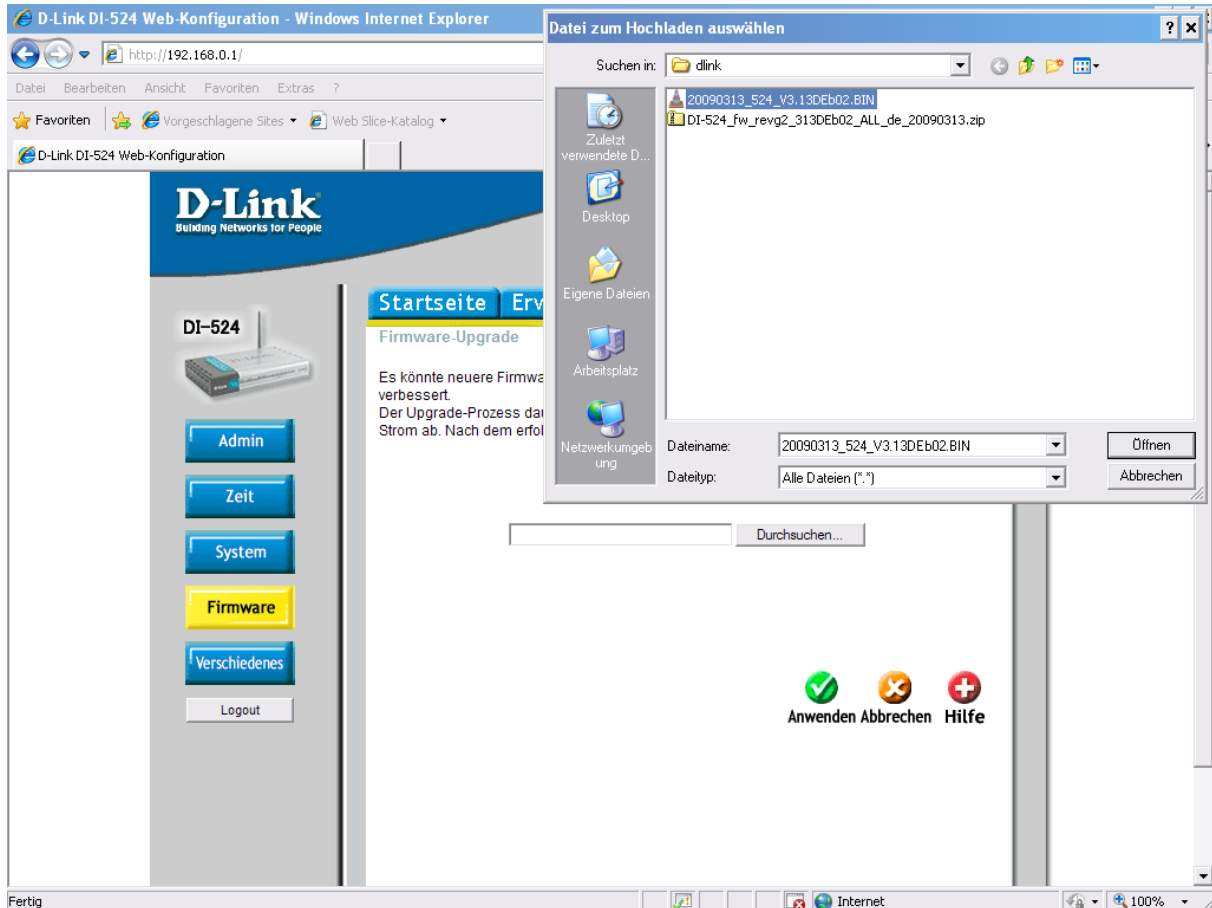 D-Link DI-524 Web-Konfiguration - Windows Internet Explorer
http://192.168.0.1/
Datei Bearbeiten Ansicht Favoriten Extras ?
Favoriten Vorgeschlagene Sites Web Slice-Katalog
D-Link DI-524 Web-Konfiguration
D-Link
Building Networks for People
DI-524
Admin
Zeit
System
Firmware
Verschiedenes
Logout
Startseite Erw
Firmware-Upgrade
Es könnte neuere Firmwa
verbessert.
Der Upgrade-Prozess dau
Strom ab. Nach dem erfol
Durchsuchen...
Anwenden Abbrechen Hilfe
Datei zum Hochladen auswählen
Suchen in: dlink
Zuletzt
verwendete D...
Desktop
Eigene Dateien
Arbeitsplatz
Netzwerkumgeb
ung
20090313_524_V3.13DEb02.BIN
DI-524_fw_revg2_313DEb02_ALL_de_20090313.zip
Dateiname: 20090313_524_V3.13DEb02.BIN Öffnen
Dateityp: Alle Dateien (*.*) Abbrechen
Fertig Internet 100%